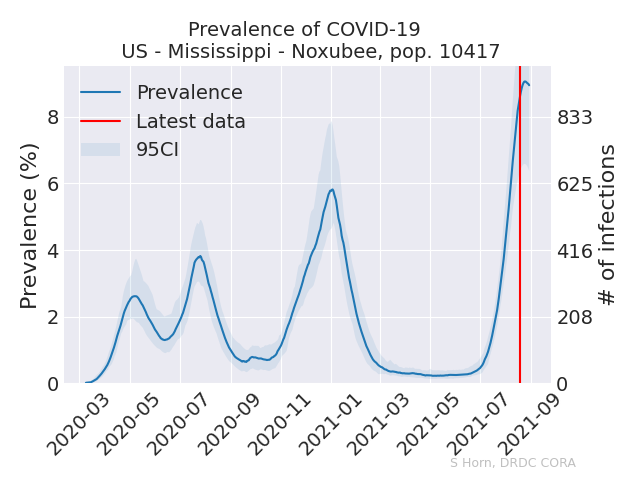 Prevalence of COVID-19
US - Mississippi - Noxubee, pop. 10417
Prevalence
Latest data
95CI
Prevalence (%)
8
6
4
2
0
833
625
416
208
0
# of infections
2020-03
2020-05
2020-07
2020-09
2020-11
2021-01
2021-03
2021-05
2021-07
2021-09
S Horn, DRDC CORA